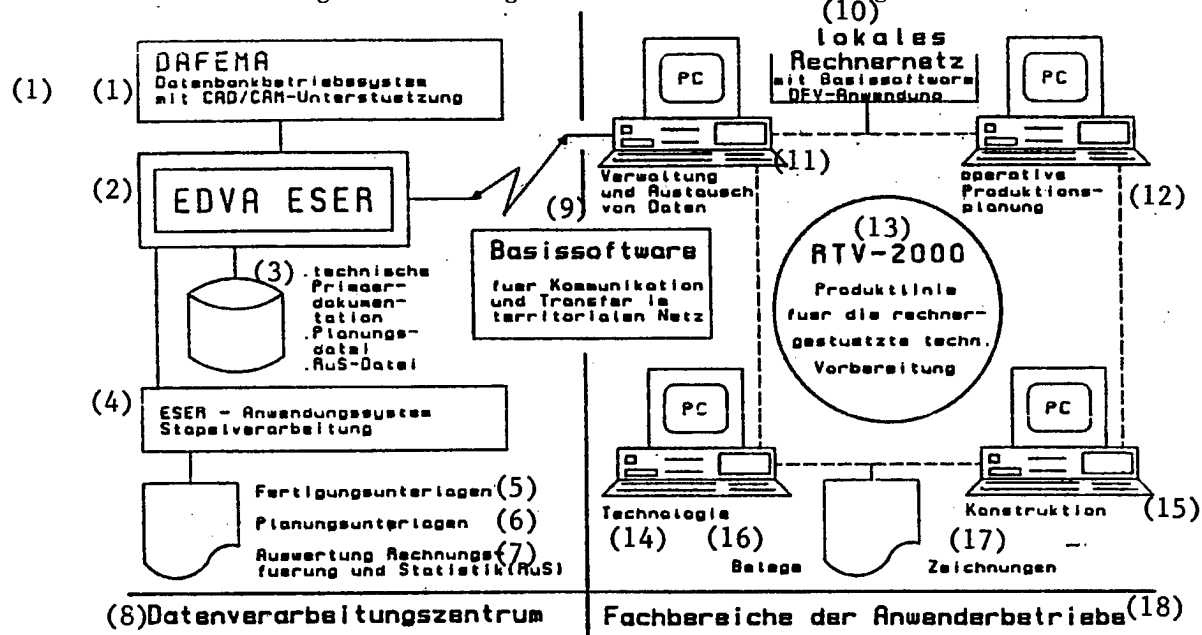 (1) (1) DAFEMA
Datenbankbetriebssystem
mit CAD/CAM-Unterstuetzung
(2) EDVA ESER
(3) .technische
Primaer-
dokumen-
tation
.Planungs-
datei
.RuS-Datei
(4) ESER - Anwendungssystem
Stapelverarbeitung
Fertigungsunterlagen (5)
Planungsunterlagen (6)
Auswertung Rechnungs- (7)
fuerung und Statistik(RuS)
(8) Datenverarbeitungszentrum
(9)
Basissoftware
fuer Kommunikation
und Transfer im
territorialen Netz
(10)
lokales
Rechnernetz
mit Basissoftware
DFV-Anwendung
PC
(11)
Verwaltung
und Austausch
von Daten
PC
operative (12)
Produktions-
planung
(13)
RTV-2000
Produktlinie
fuer die rechner-
gestuetzte techn.
Vorbereitung
PC
Technologie
(14) (16)
Belege
PC
Konstruktion (15)
(17)
Zeichnungen
Fachbereiche der Anwenderbetriebe (18)